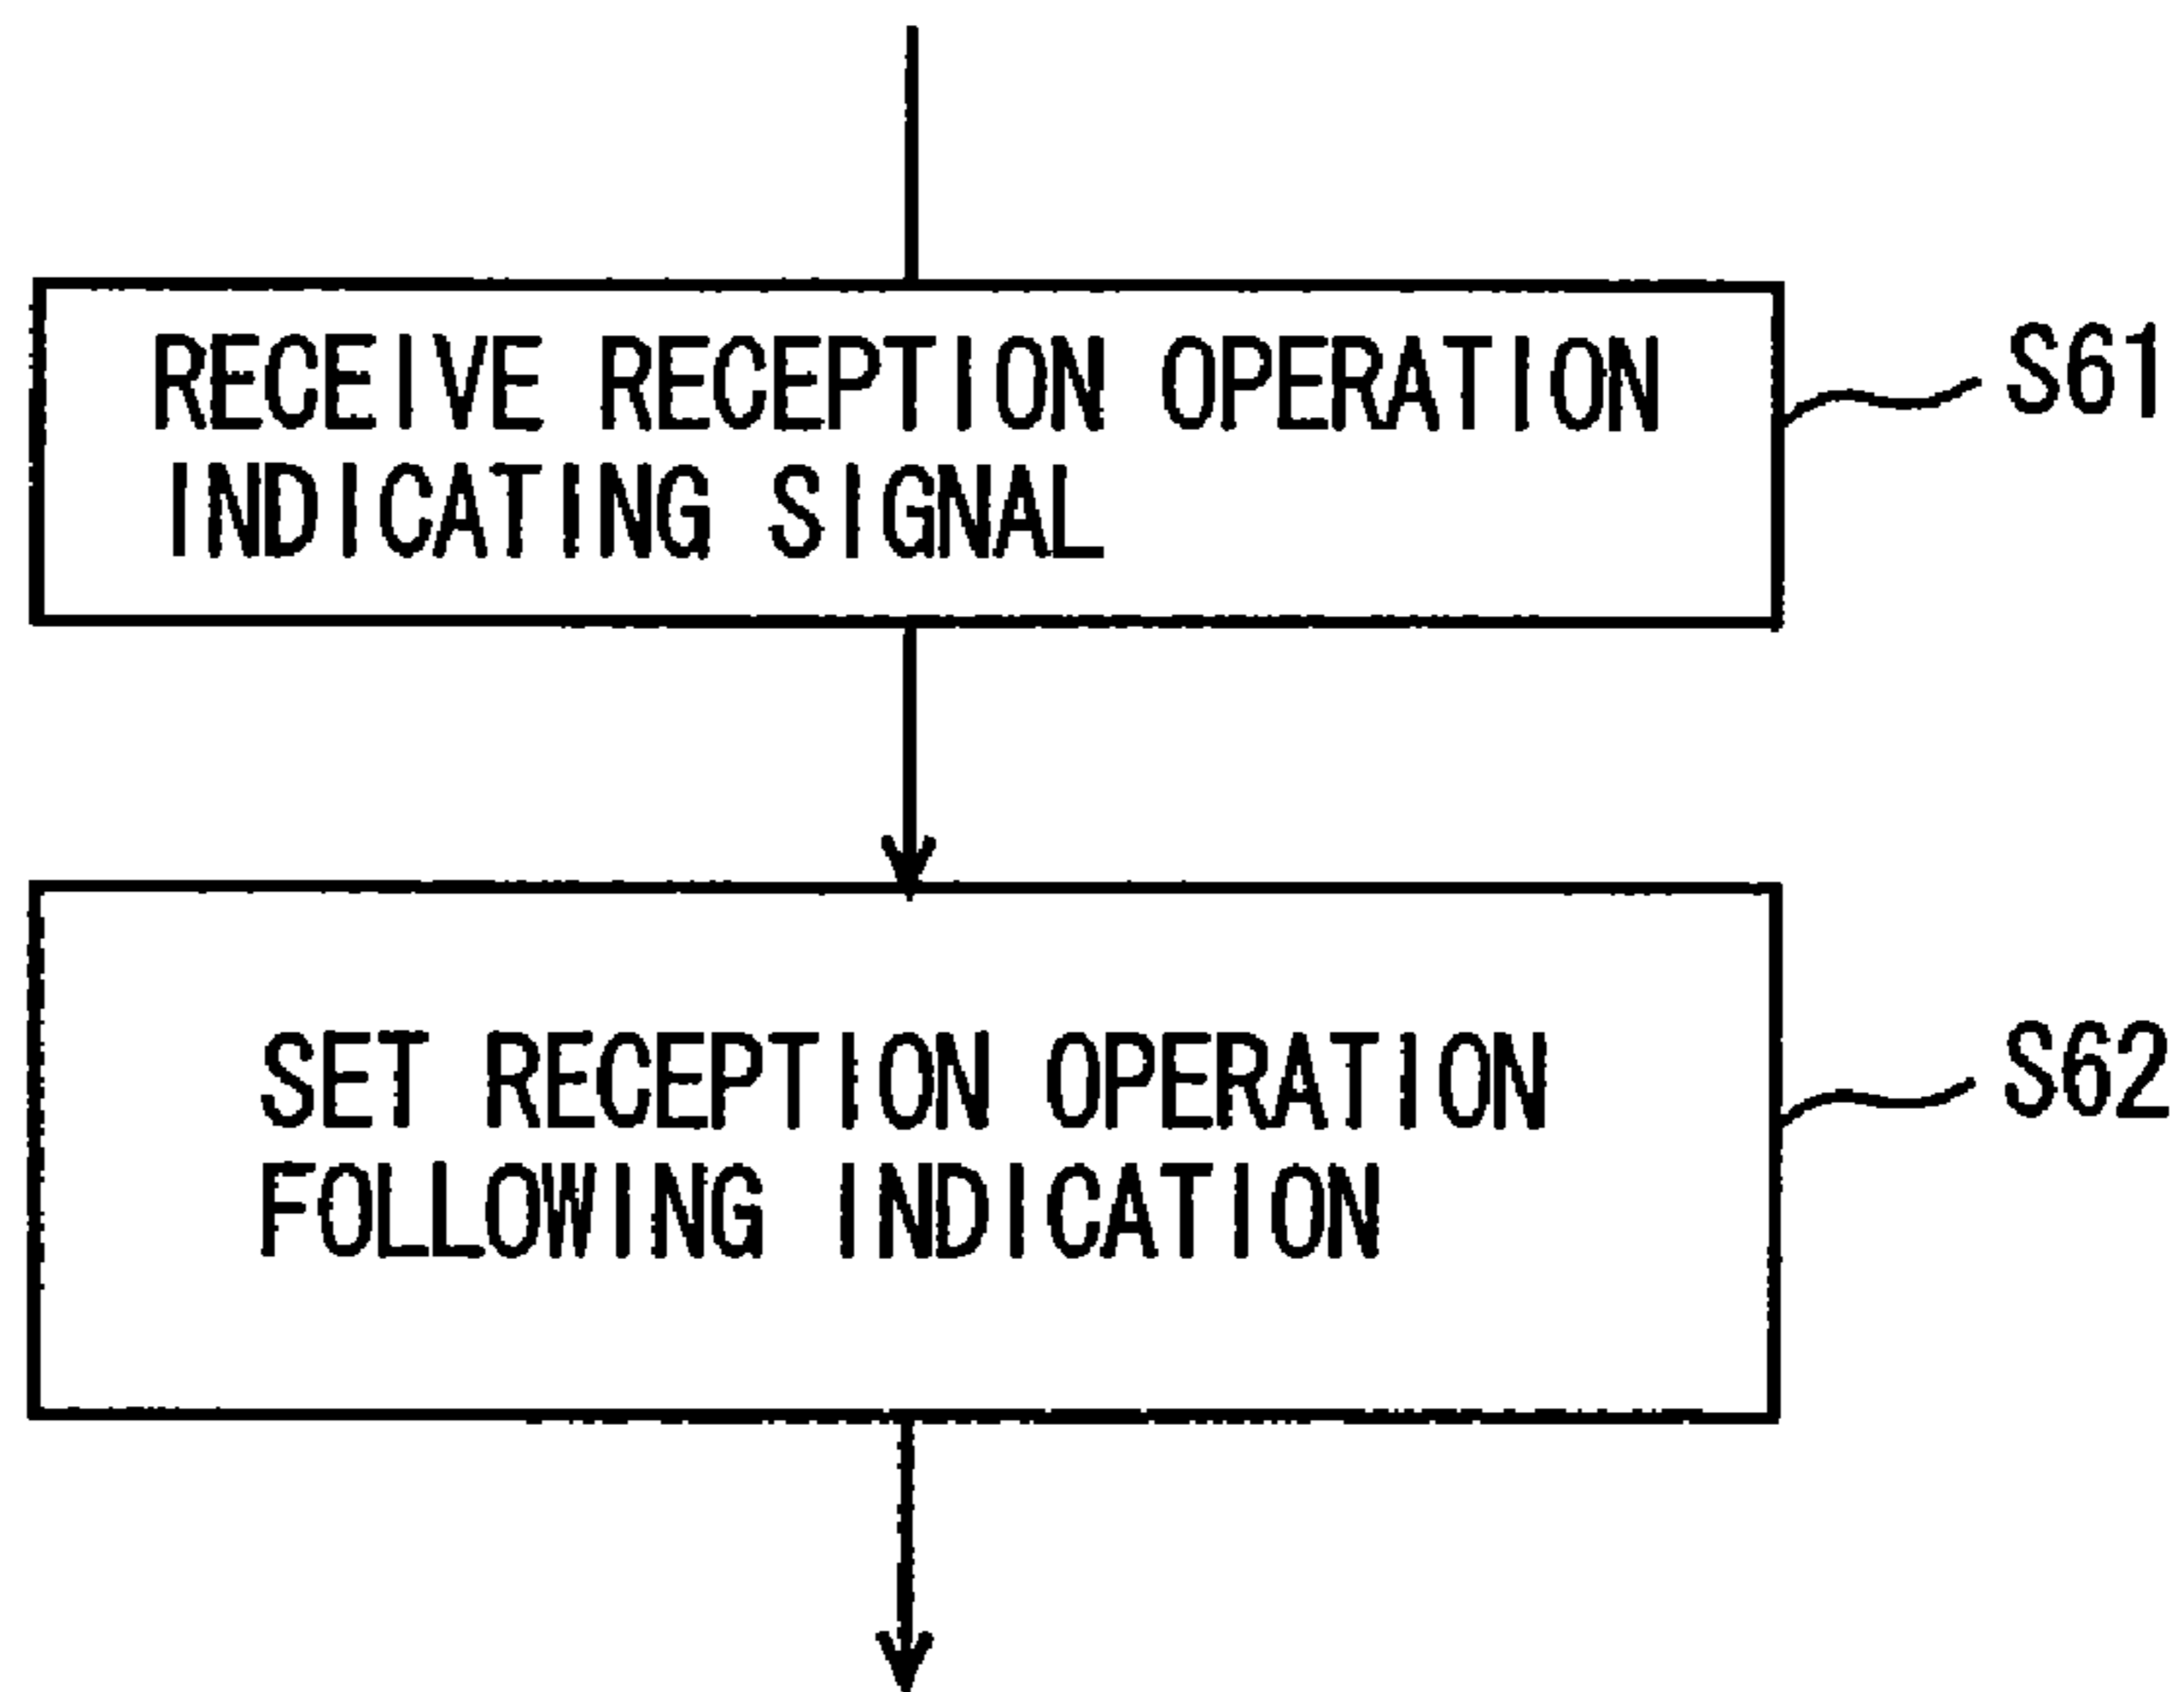 RECEIVE RECEPTION OPERATION
INDICATING SIGNAL
S61
SET RECEPTION OPERATION
FOLLOWING INDICATION
S62